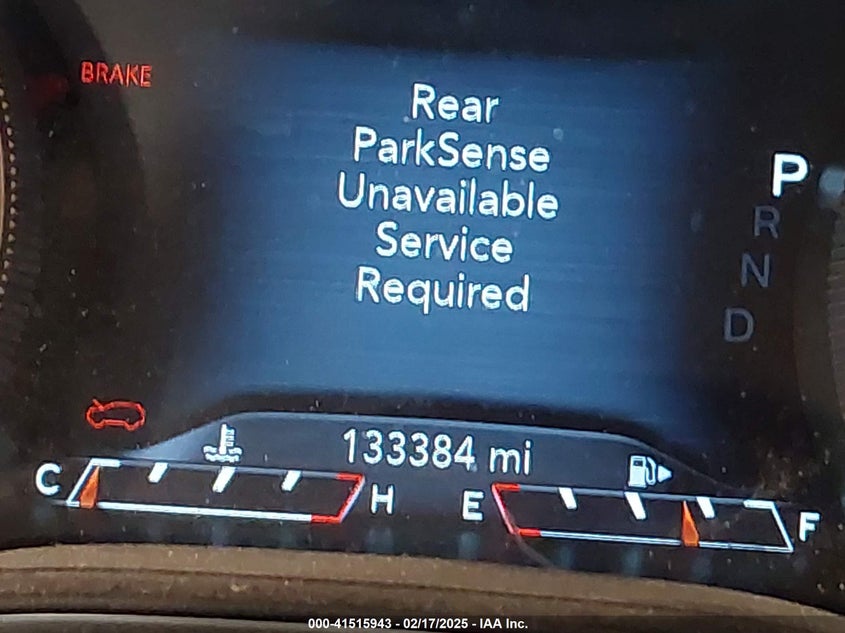 BRAKE
Rear
ParkSense
Unavailable
Service
Required
P
R
N
D
133384 mi
C
H
E
F
000-41515943 - 02/17/2025 - IAA Inc.